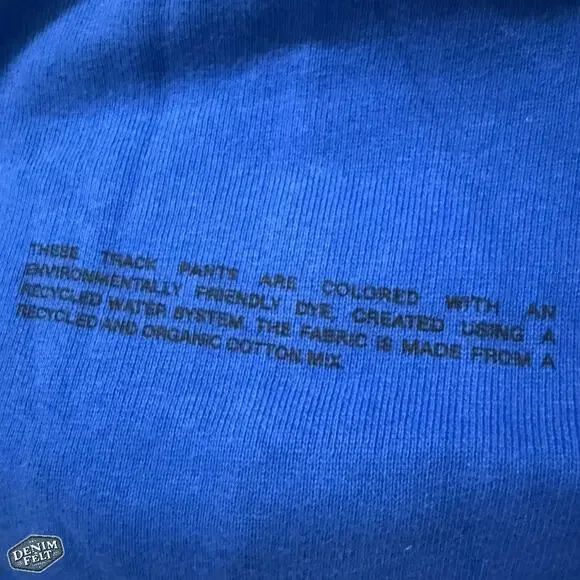 THESE TRACK PANTS ARE COLORED WITH AN
ENVIRONMENTALLY FRIENDLY DYE, CREATED USING A
RECYCLED WATER SYSTEM. THE FABRIC IS MADE FROM A
RECYCLED AND ORGANIC COTTON MIX.
DENIM
FELT